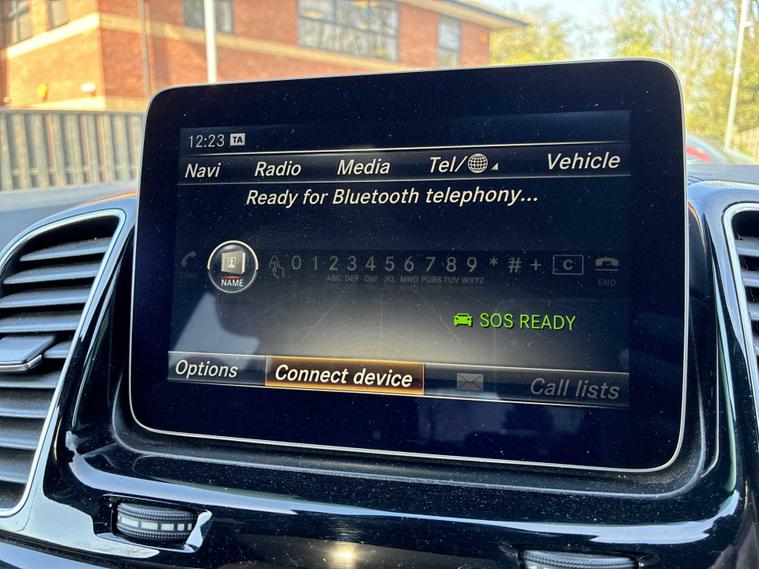 12:23 TA
Navi Radio Media Tel/ Vehicle
Ready for Bluetooth telephony...
NAME 0 1 2 3 4 5 6 7 8 9 * # + C
ABC DEF GHI JKL MNO PQRS TUV WXYZ END
SOS READY
Options Connect device Call lists